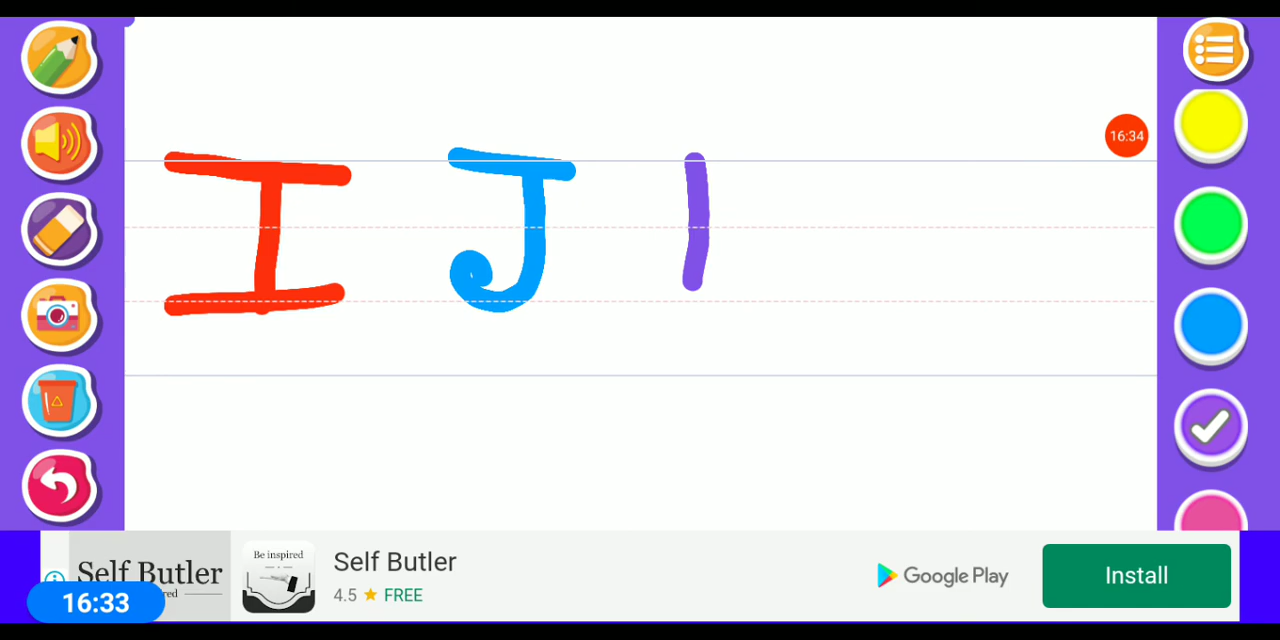 16:34
I J
Be inspired
Self Butler
Self Butler
4.5 FREE
Google Play
Install
16:33